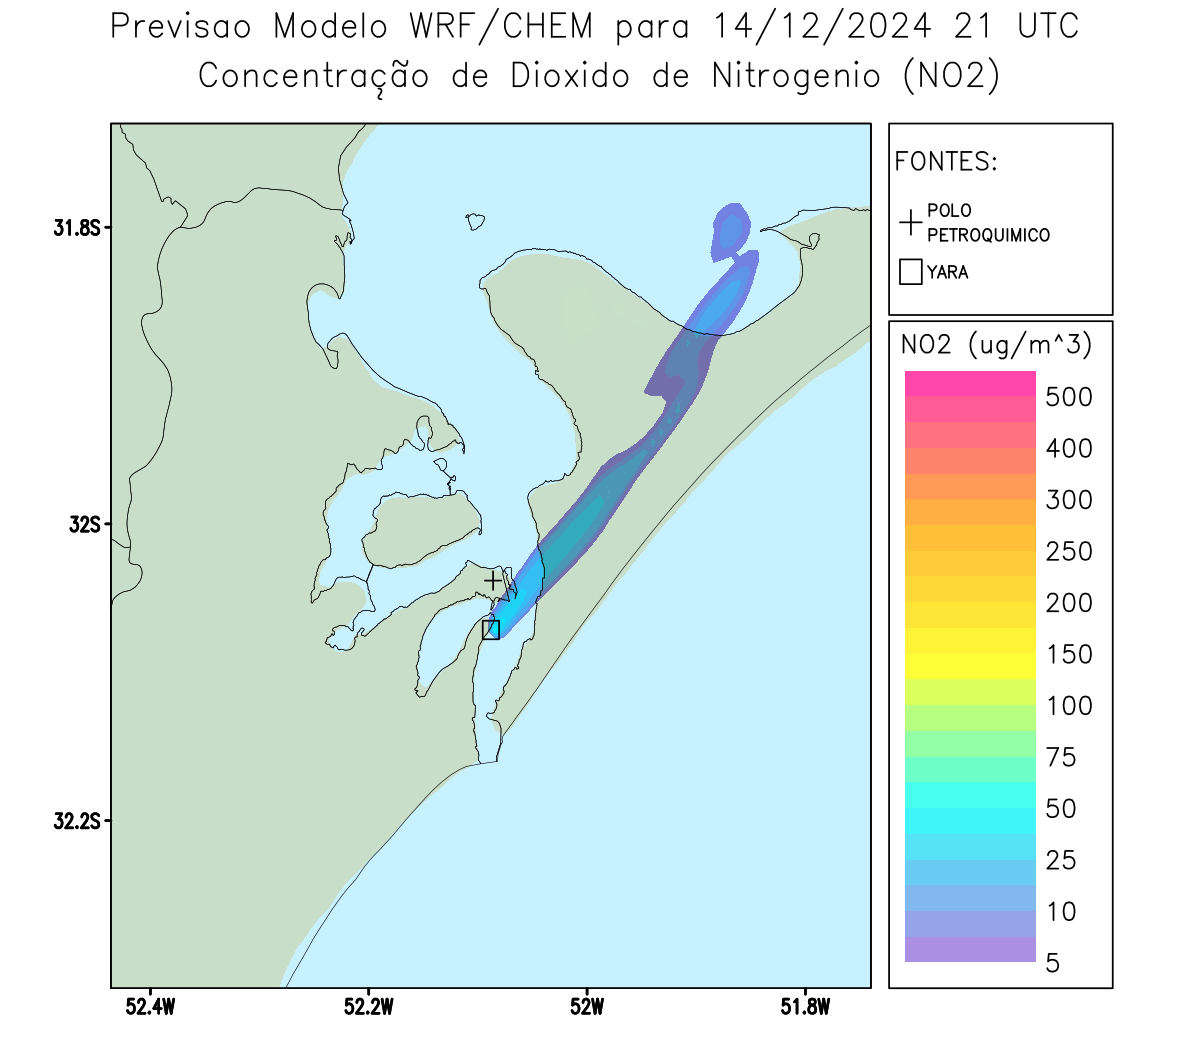 Previsao Modelo WRF/CHEM para 14/12/2024 21 UTC
Concentração de Dioxido de Nitrogenio (NO2)
FONTES:
POLO
PETROQUIMICO
YARA
NO2 (ug/m^3)
500
400
300
250
200
150
100
75
50
25
10
5
31.8S
32S
32.2S
52.4W
52.2W
52W
51.8W